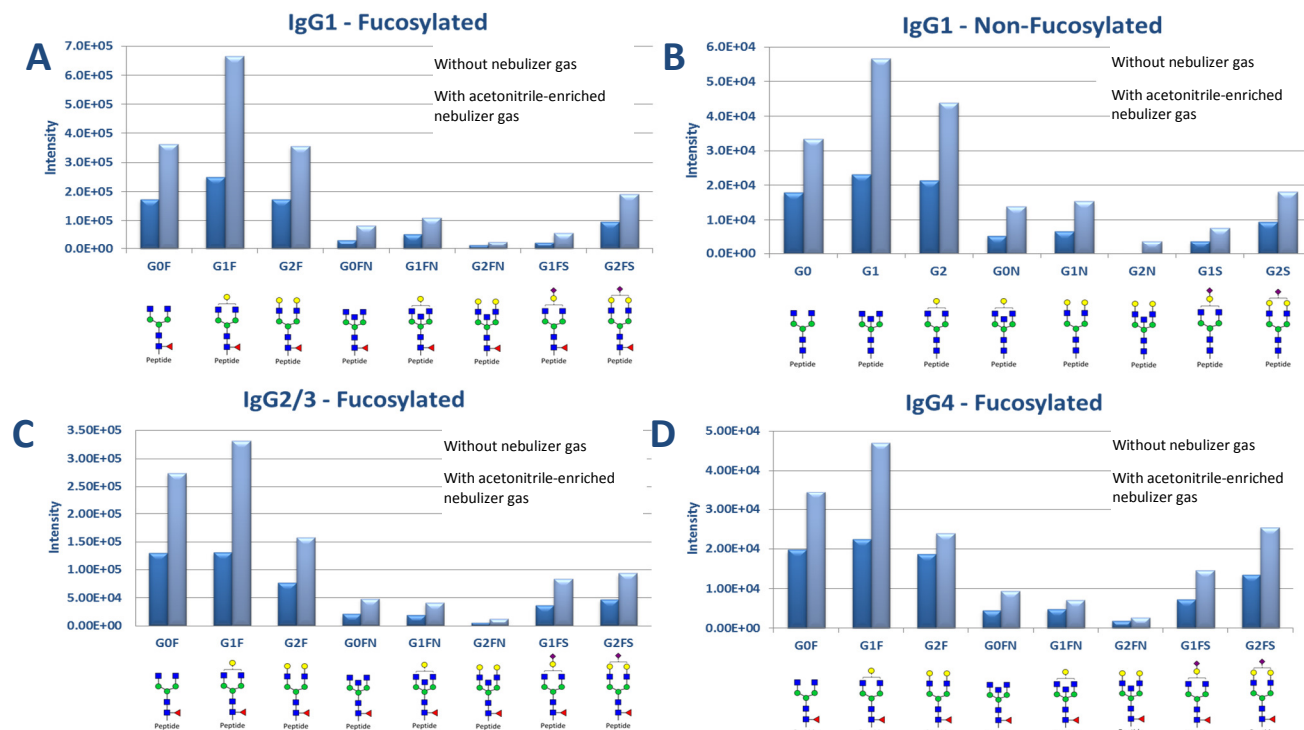 A
IgG1 - Fucosylated
7.0E+05
6.0E+05
5.0E+05
4.0E+05
3.0E+05
2.0E+05
1.0E+05
0.0E+00
Intensity
Without nebulizer gas
With acetonitrile-enriched
nebulizer gas
G0F G1F G2F G0FN G1FN G2FN G1FS G2FS
Peptide Peptide Peptide Peptide Peptide Peptide Peptide Peptide
B
IgG1 - Non-Fucosylated
6.0E+04
5.0E+04
4.0E+04
3.0E+04
2.0E+04
1.0E+04
0.0E+00
Intensity
Without nebulizer gas
With acetonitrile-enriched
nebulizer gas
G0 G1 G2 G0N G1N G2N G1S G2S
Peptide Peptide Peptide Peptide Peptide Peptide Peptide Peptide
C
IgG2/3 - Fucosylated
3.50E+05
3.00E+05
2.50E+05
2.00E+05
1.50E+05
1.00E+05
5.00E+04
0.00E+00
Intensity
Without nebulizer gas
With acetonitrile-enriched
nebulizer gas
G0F G1F G2F G0FN G1FN G2FN G1FS G2FS
Peptide Peptide Peptide Peptide Peptide Peptide Peptide Peptide
D
IgG4 - Fucosylated
5.00E+04
4.00E+04
3.00E+04
2.00E+04
1.00E+04
0.00E+00
Intensity
Without nebulizer gas
With acetonitrile-enriched
nebulizer gas
G0F G1F G2F G0FN G1FN G2FN G1FS G2FS